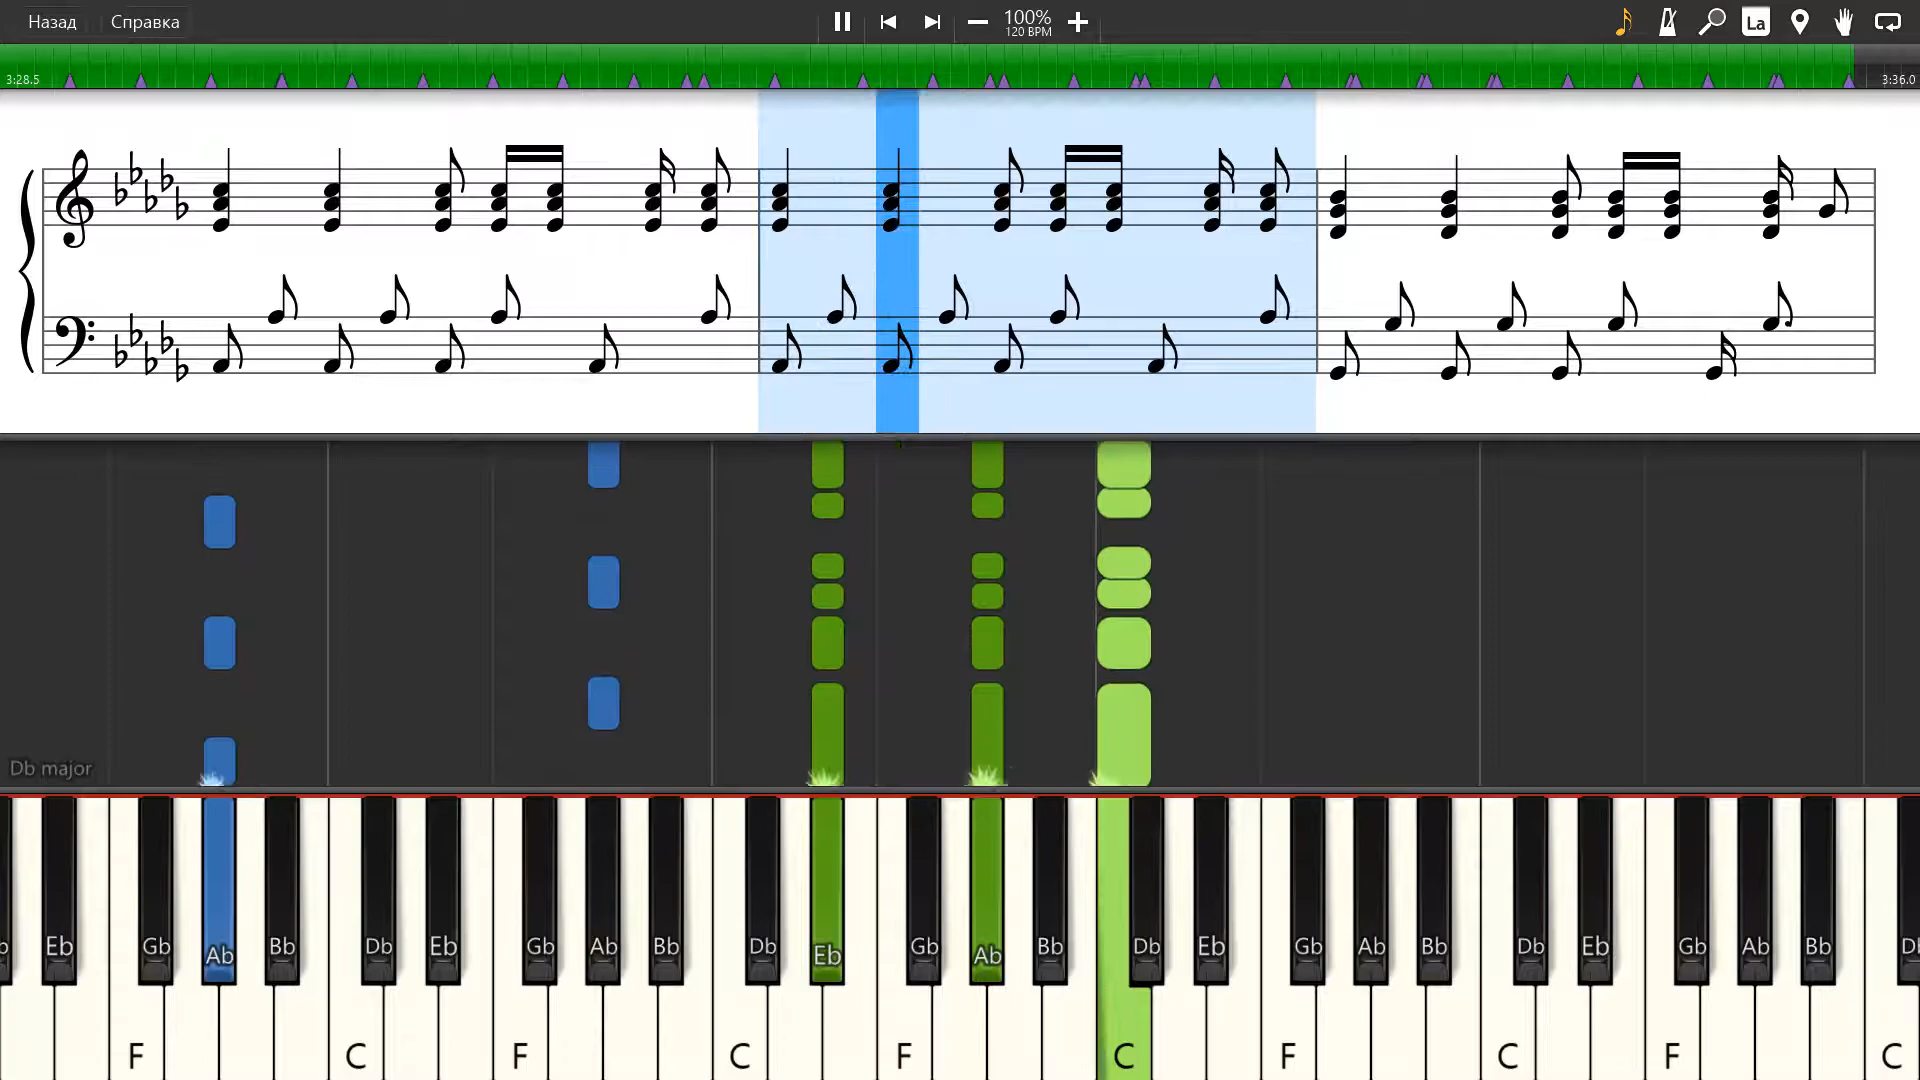 Назад Справка 100% La
120 BPM
3:28.5 3:36.0
Db major
Eb Gb Ab Bb Db Eb Gb Ab Bb Db Eb Gb Ab Bb Db Eb Gb Ab Bb Db Eb Gb Ab Bb
F C F C F C F C F C